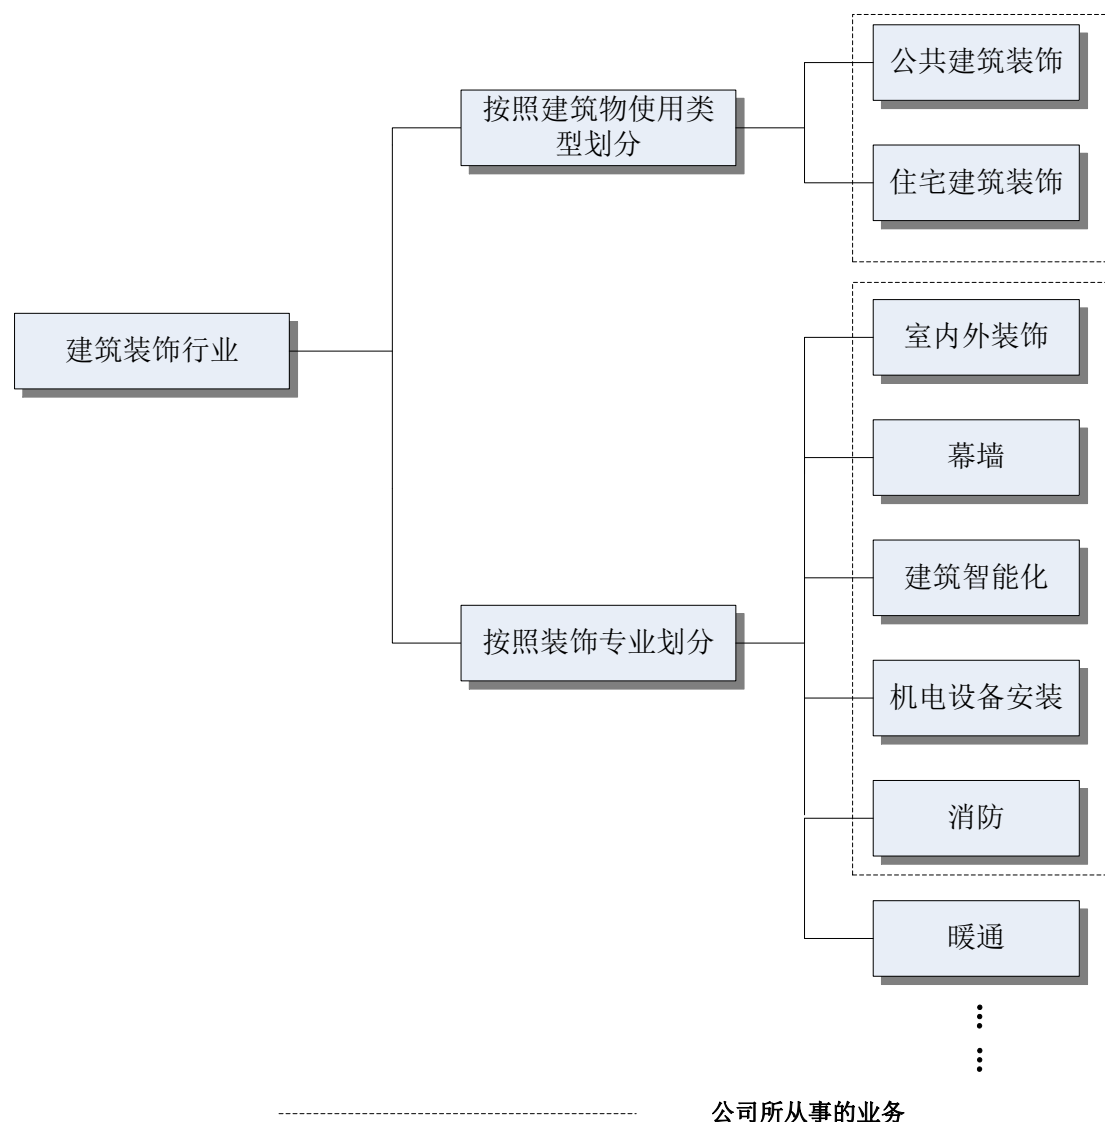 公共建筑装饰
按照建筑物使用类
型划分
住宅建筑装饰
室内外装饰
建筑装饰行业
幕墙
建筑智能化
按照装饰专业划分
机电设备安装
消防
暖通
公司所从事的业务